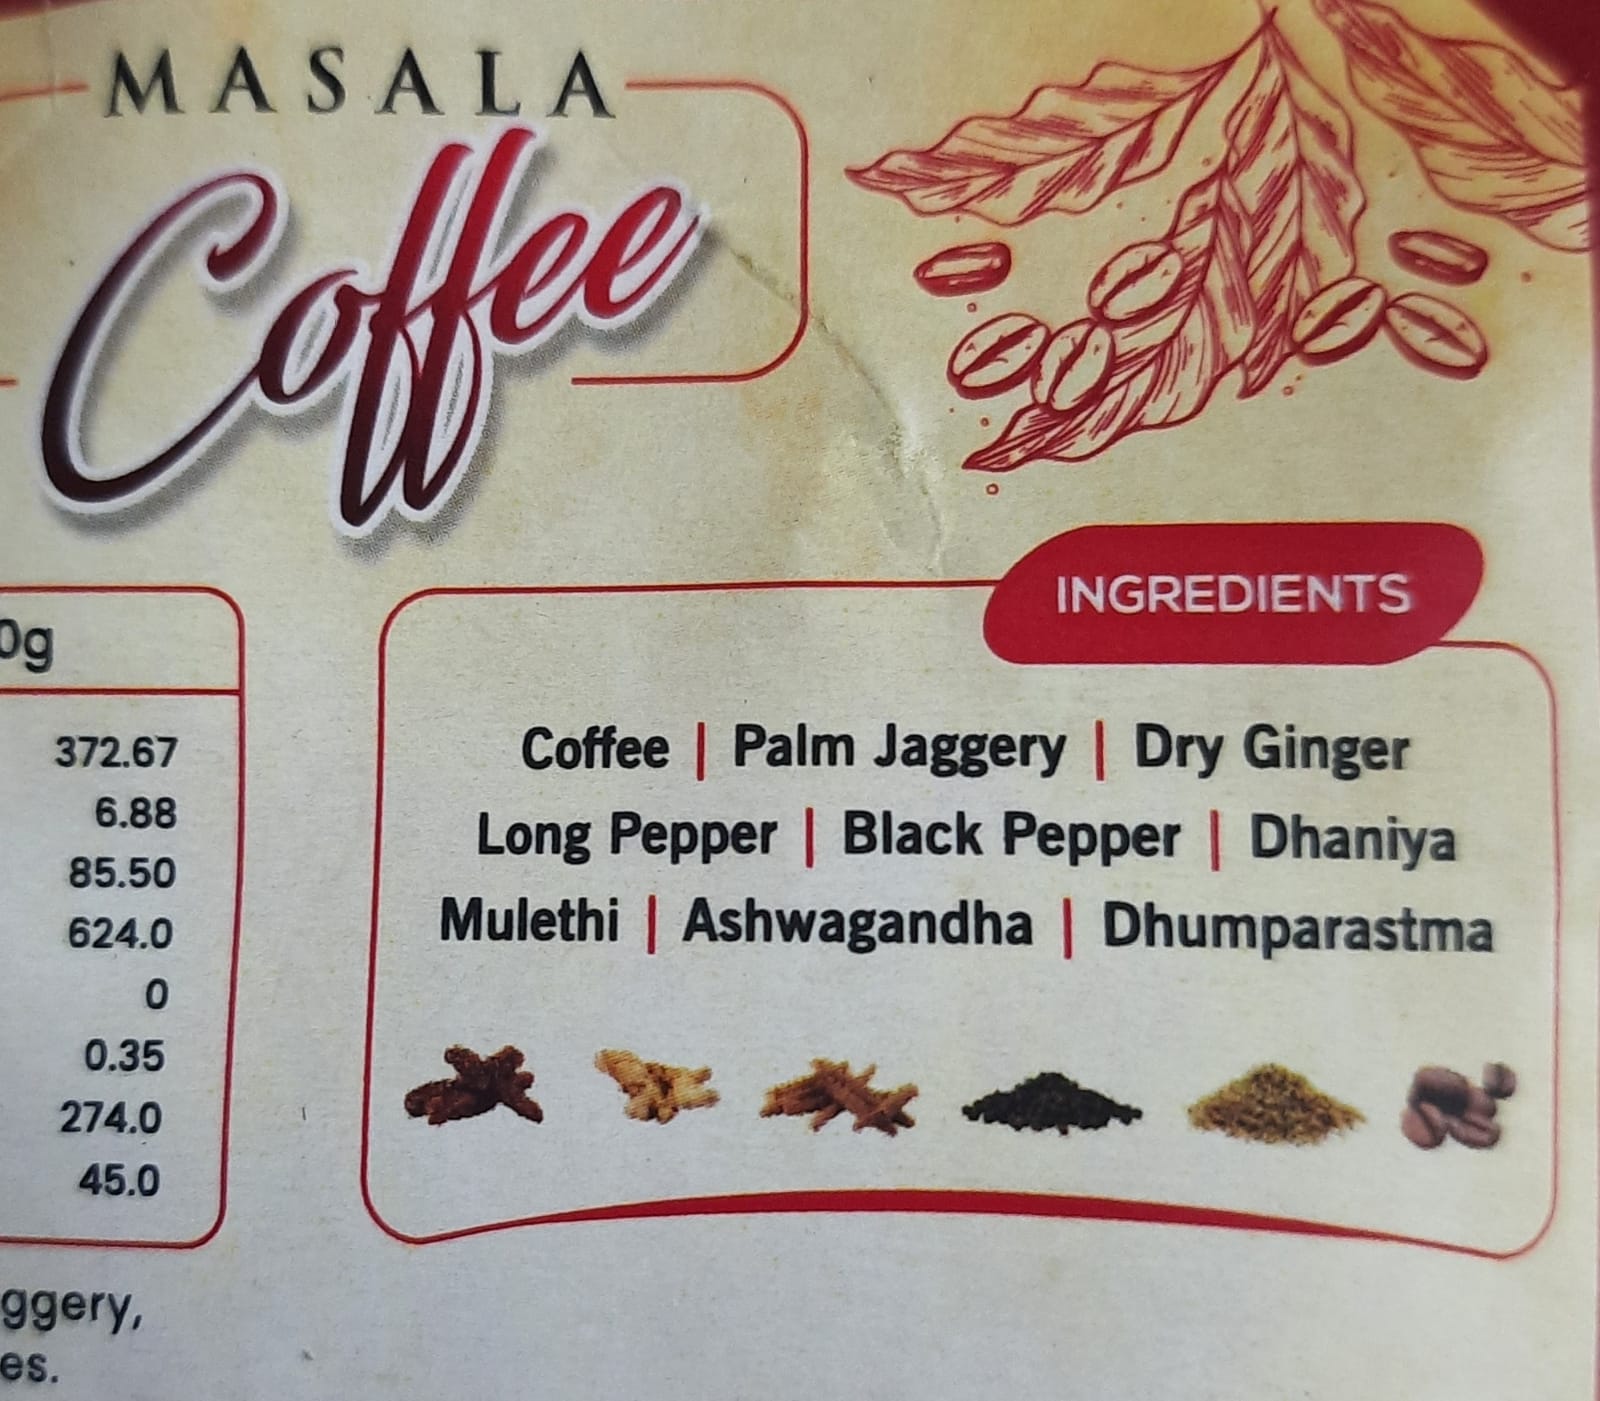 MASALA
Coffee
0g
372.67
6.88
85.50
624.0
0
0.35
274.0
45.0
ggery,
es.
INGREDIENTS
Coffee | Palm Jaggery | Dry Ginger
Long Pepper | Black Pepper | Dhaniya
Mulethi | Ashwagandha | Dhumparastma